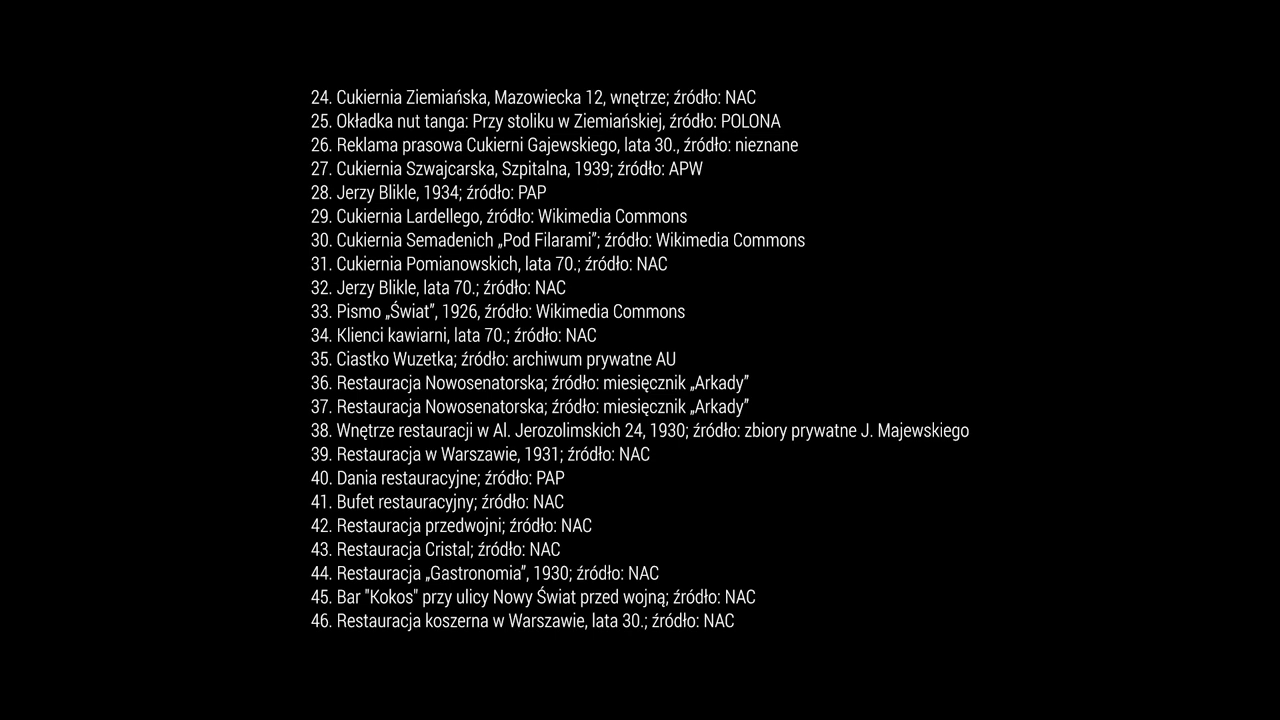 24. Cukiernia Ziemiańska, Mazowiecka 12, wnętrze; źródło: NAC
25. Okładka nut tanga: Przy stoliku w Ziemiańskiej, źródło: POLONA
26. Reklama prasowa Cukierni Gajewskiego, lata 30., źródło: nieznane
27. Cukiernia Szwajcarska, Szpitalna, 1939; źródło: APW
28. Jerzy Blikle, 1934; źródło: PAP
29. Cukiernia Lardellego, źródło: Wikimedia Commons
30. Cukiernia Semadenich „Pod Filarami”; źródło: Wikimedia Commons
31. Cukiernia Pomianowskich, lata 70.; źródło: NAC
32. Jerzy Blikle, lata 70.; źródło: NAC
33. Pismo „Świat”, 1926, źródło: Wikimedia Commons
34. Klienci kawiarni, lata 70.; źródło: NAC
35. Ciastko Wuzetka; źródło: archiwum prywatne AU
36. Restauracja Nowosenatorska; źródło: miesięcznik „Arkady”
37. Restauracja Nowosenatorska; źródło: miesięcznik „Arkady”
38. Wnętrze restauracji w Al. Jerozolimskich 24, 1930; źródło: zbiory prywatne J. Majewskiego
39. Restauracja w Warszawie, 1931; źródło: NAC
40. Dania restauracyjne; źródło: PAP
41. Bufet restauracyjny; źródło: NAC
42. Restauracja przedwojni; źródło: NAC
43. Restauracja Cristal; źródło: NAC
44. Restauracja „Gastronomia”, 1930; źródło: NAC
45. Bar "Kokos" przy ulicy Nowy Świat przed wojną; źródło: NAC
46. Restauracja koszerna w Warszawie, lata 30.; źródło: NAC